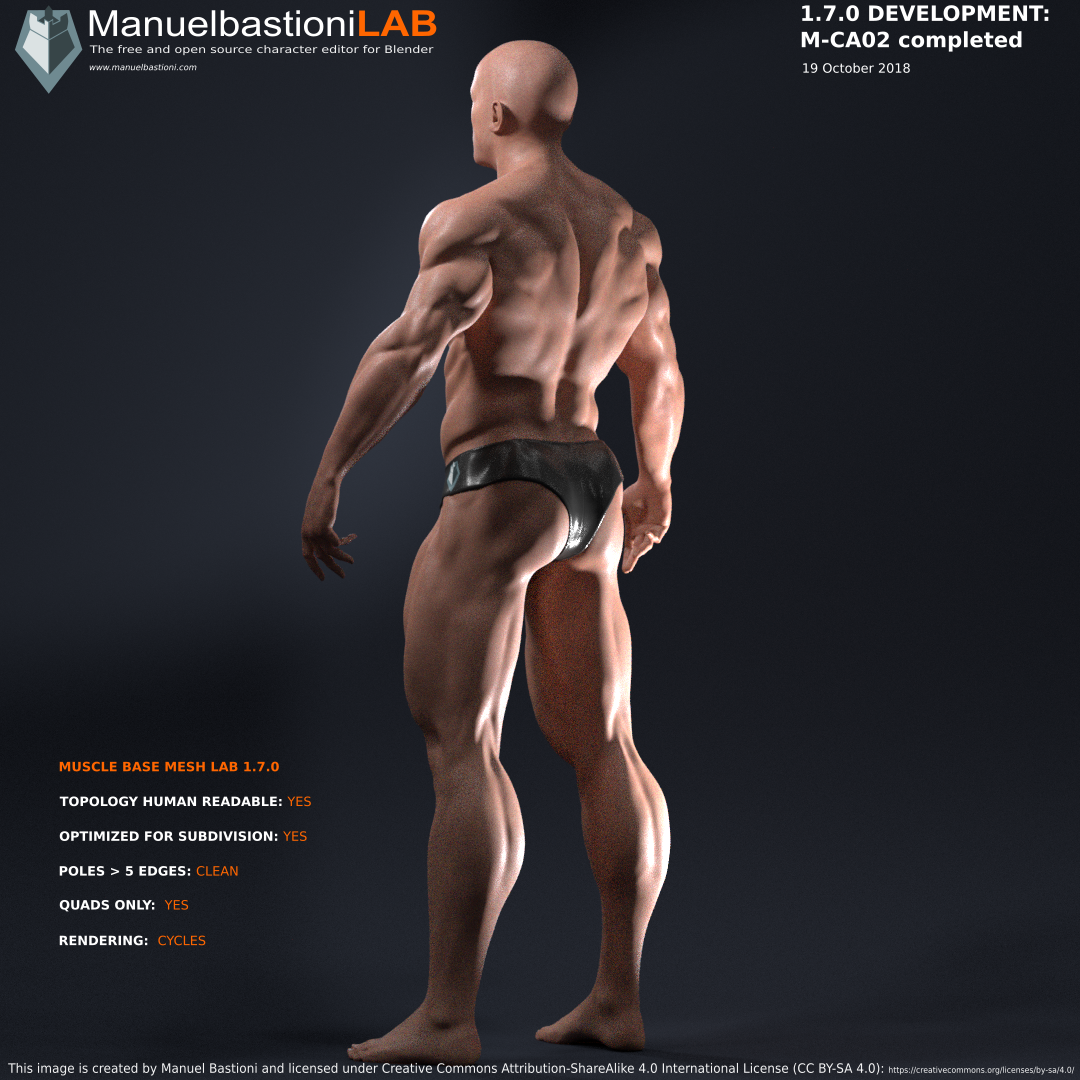 ManuelbastioniLAB
The free and open source character editor for Blender
www.manuelbastioni.com
1.7.0 DEVELOPMENT:
M-CA02 completed
19 October 2018
MUSCLE BASE MESH LAB 1.7.0
TOPOLOGY HUMAN READABLE: YES
OPTIMIZED FOR SUBDIVISION: YES
POLES > 5 EDGES: CLEAN
QUADS ONLY: YES
RENDERING: CYCLES
This image is created by Manuel Bastioni and licensed under Creative Commons Attribution-ShareAlike 4.0 International License (CC BY-SA 4.0): https://creativecommons.org/licenses/by-sa/4.0/